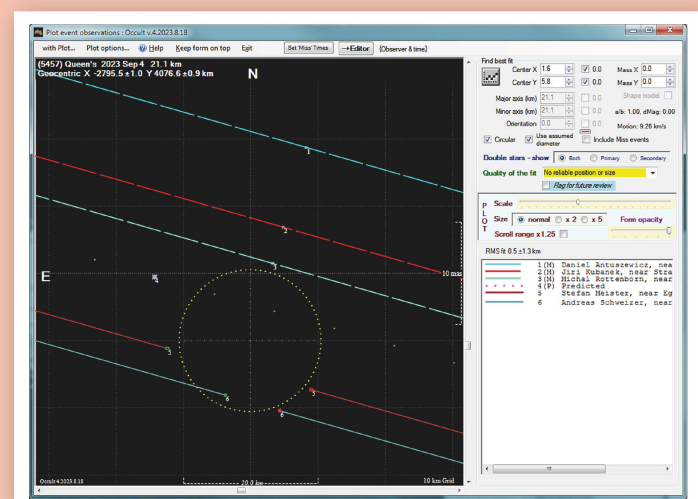 Plot event observations : Occult v.4.2023.8.18
with Plot... Plot options... Help Keep form on top Exit Set 'Miss' Times →Editor {Observer & time}
(5457) Queen's 2023 Sep 4 21.1 km
Geocentric X -2795.5 ±1.0 Y 4076.6 ±0.9 km
N
E
1
2
3
4
5
6
5
6
10 mas
20.0 km
10 km Grid
Occult 4.2023.8.18
Find best fit
Center X 1.6 0.0 Mass X 0.0
Center Y 5.8 0.0 Mass Y 0.0
Major axis (km) 21.1 0.0 Shape model
Minor axis (km) 21.1 0.0 a/b: 1.00, dMag: 0.00
Orientation 0.0 0.0 Motion: 9.26 km/s
Circular Use assumed diameter Include Miss events
Double stars - show Both Primary Secondary
Quality of the fit No reliable position or size
Flag for future review
PLOT
Scale
Size normal x 2 x 5 Form opacity
Scroll range x1.25
RMS fit 0.5 ±1.3 km
1(M) Daniel Antuszewicz, nea
2(M) Jiri Kubanek, near Stra
3(M) Michal Rottenborn, near
4(P) Predicted
5 Stefan Meister, near Eg
6 Andreas Schweizer, near